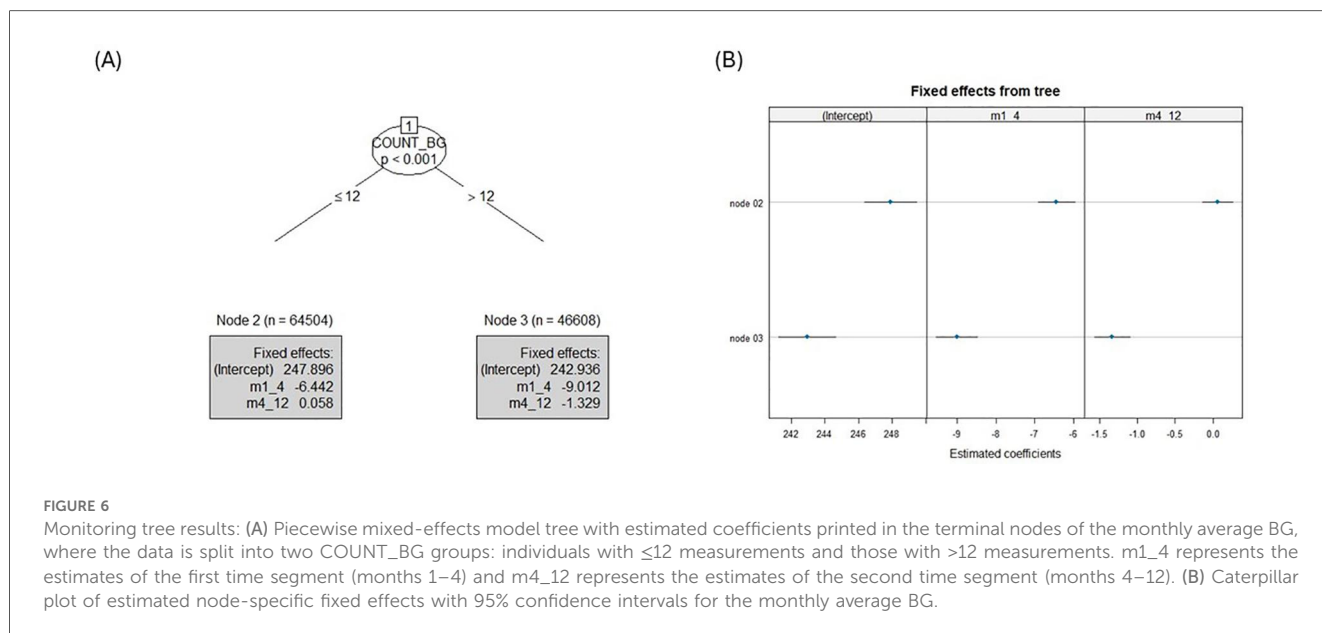 (A)
1
COUNT_BG
p < 0.001
≤ 12
> 12
Node 2 (n = 64504)
Fixed effects:
(Intercept) 247.896
m1_4 -6.442
m4_12 0.058
Node 3 (n = 46608)
Fixed effects:
(Intercept) 242.936
m1_4 -9.012
m4_12 -1.329
(B)
Fixed effects from tree
(Intercept) m1 4 m4 12
node 02
node 03
242 244 246 248 -9 -8 -7 -6 -1.5 -1.0 -0.5 0.0
Estimated coefficients
FIGURE 6
Monitoring tree results: (A) Piecewise mixed-effects model tree with estimated coefficients printed in the terminal nodes of the monthly average BG,
where the data is split into two COUNT_BG groups: individuals with ≤12 measurements and those with >12 measurements. m1_4 represents the
estimates of the first time segment (months 1–4) and m4_12 represents the estimates of the second time segment (months 4–12). (B) Caterpillar
plot of estimated node-specific fixed effects with 95% confidence intervals for the monthly average BG.